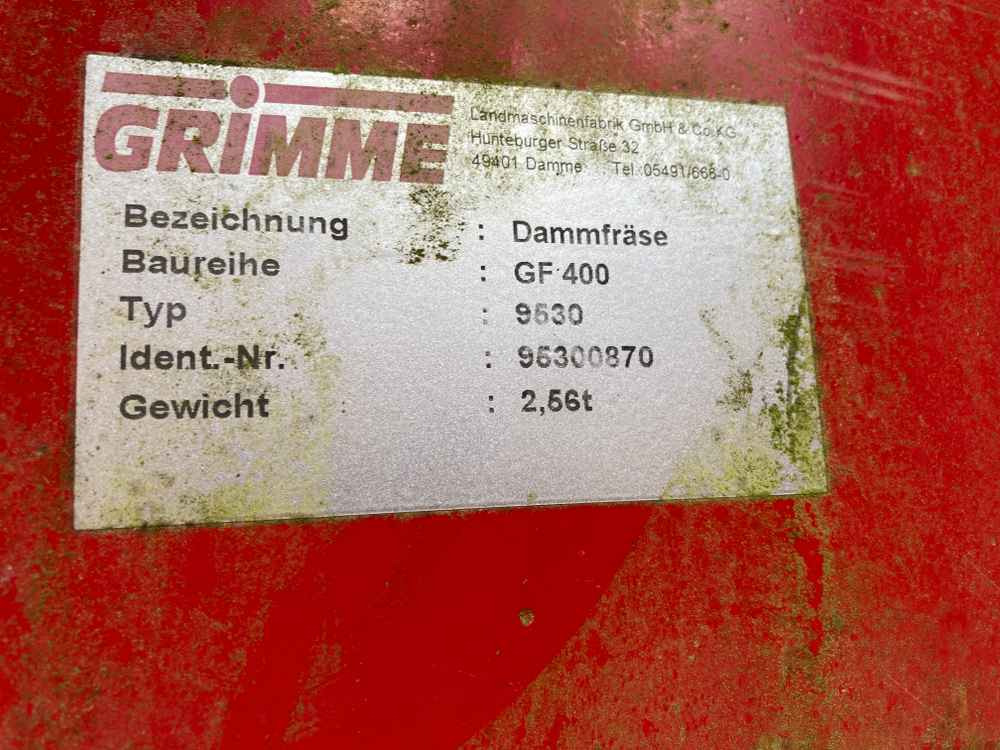 GRIMME
Landmaschinenfabrik GmbH & Co.KG
Hunteburger Straße 32
49401 Damme Tel.:05491/666-0
Bezeichnung : Dammfräse
Baureihe : GF 400
Typ : 9530
Ident.-Nr. : 95300870
Gewicht : 2,56t